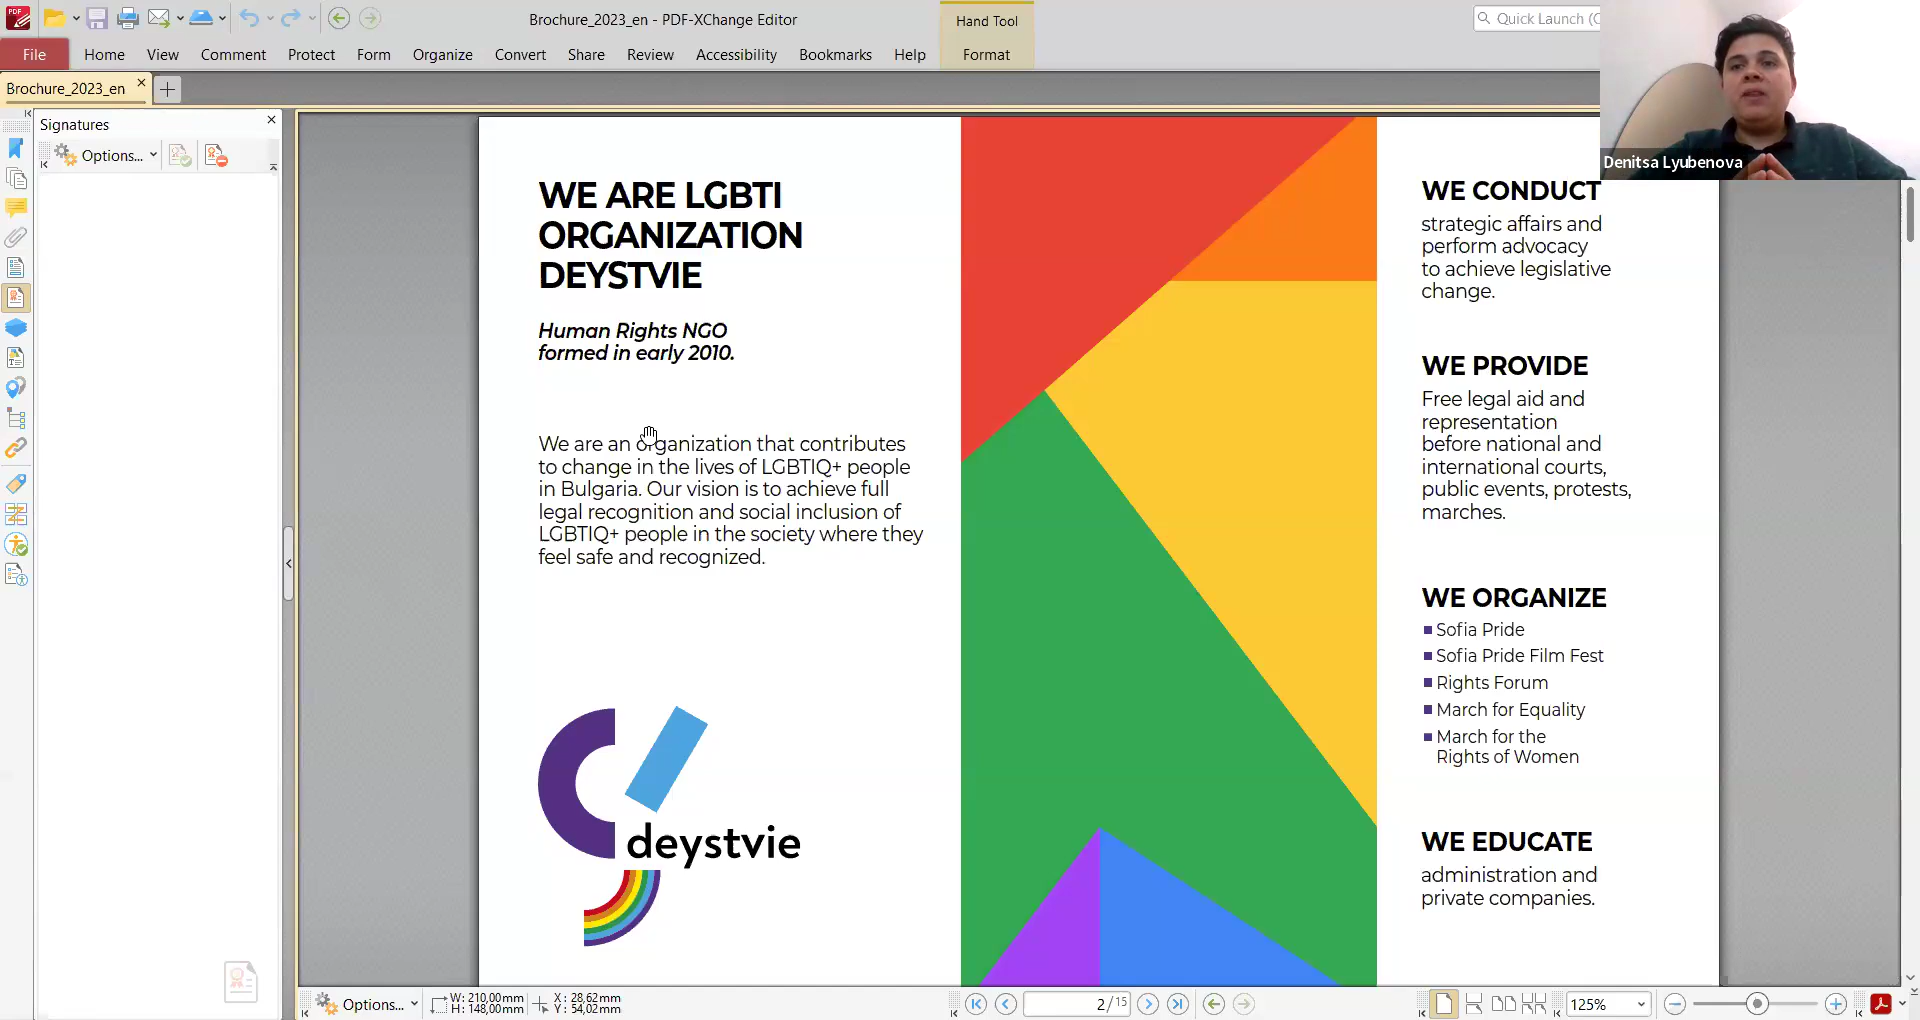 Brochure_2023_en - PDF-XChange Editor
Hand Tool
Quick Launch (C
File
Home
View
Comment
Protect
Form
Organize
Convert
Share
Review
Accessibility
Bookmarks
Help
Format
Brochure_2023_en
Signatures
Options...
Denitsa Lyubenova
WE ARE LGBTI
ORGANIZATION
DEYSTVIE
Human Rights NGO
formed in early 2010.
We are an organization that contributes
to change in the lives of LGBTIQ+ people
in Bulgaria. Our vision is to achieve full
legal recognition and social inclusion of
LGBTIQ+ people in the society where they
feel safe and recognized.
deystvie
WE CONDUCT
strategic affairs and
perform advocacy
to achieve legislative
change.
WE PROVIDE
Free legal aid and
representation
before national and
international courts,
public events, protests,
marches.
WE ORGANIZE
Sofia Pride
Sofia Pride Film Fest
Rights Forum
March for Equality
March for the
Rights of Women
WE EDUCATE
administration and
private companies.
Options...
W: 210,00mm
H: 148,00mm
X: 28,62mm
Y: 54,02mm
2/15
125%